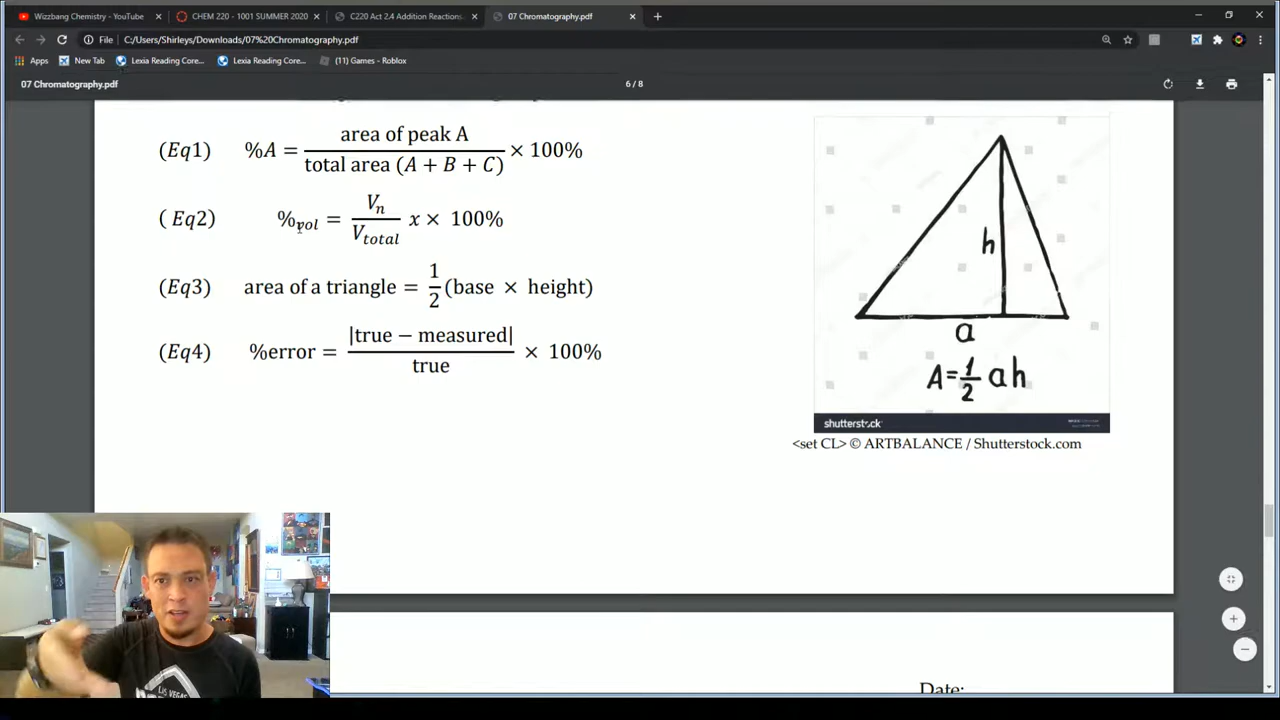 Wizzbang Chemistry - YouTube
CHEM 220 - 1001 SUMMER 2020
C220 Act 2.4 Addition Reactions
07 Chromatography.pdf
File C:/Users/Shirleys/Downloads/07%20Chromatography.pdf
Apps New Tab Lexia Reading Core... Lexia Reading Core... (11) Games - Roblox
07 Chromatography.pdf 6 / 8
(Eq1) %A = area of peak A / total area (A + B + C) × 100%
( Eq2) %vol = Vn / Vtotal x × 100%
(Eq3) area of a triangle = 1/2 (base × height)
(Eq4) %error = |true − measured| / true × 100%
h
a
A = 1/2 ah
shutterstock
<set CL> © ARTBALANCE / Shutterstock.com
LAS VEGAS
Date: